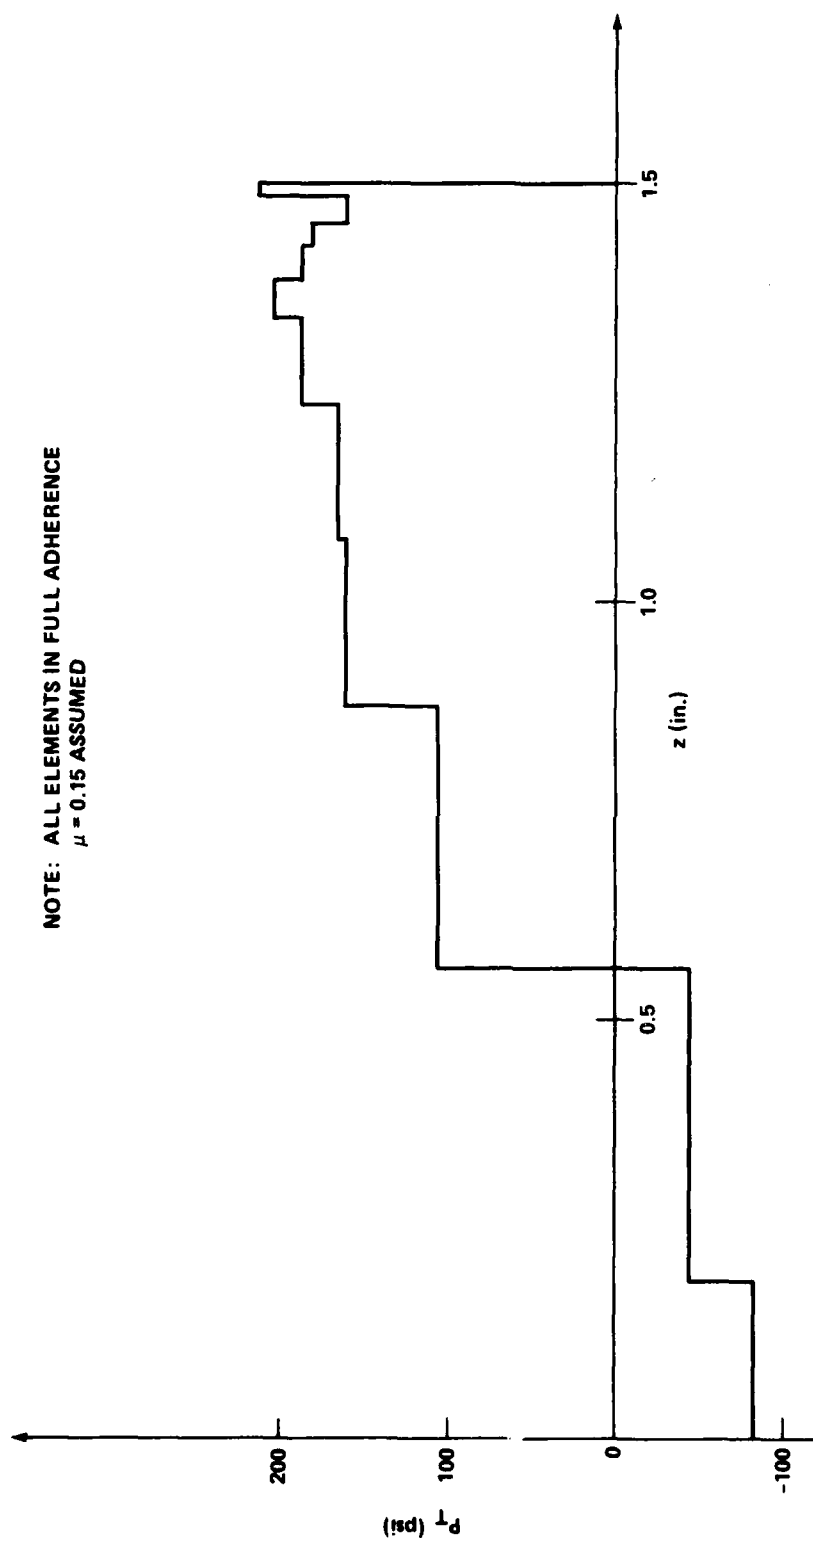 NOTE: ALL ELEMENTS IN FULL ADHERENCE
μ = 0.15 ASSUMED
P_T (psi)
200
100
0
-100
0.5
1.0
1.5
z (in.)